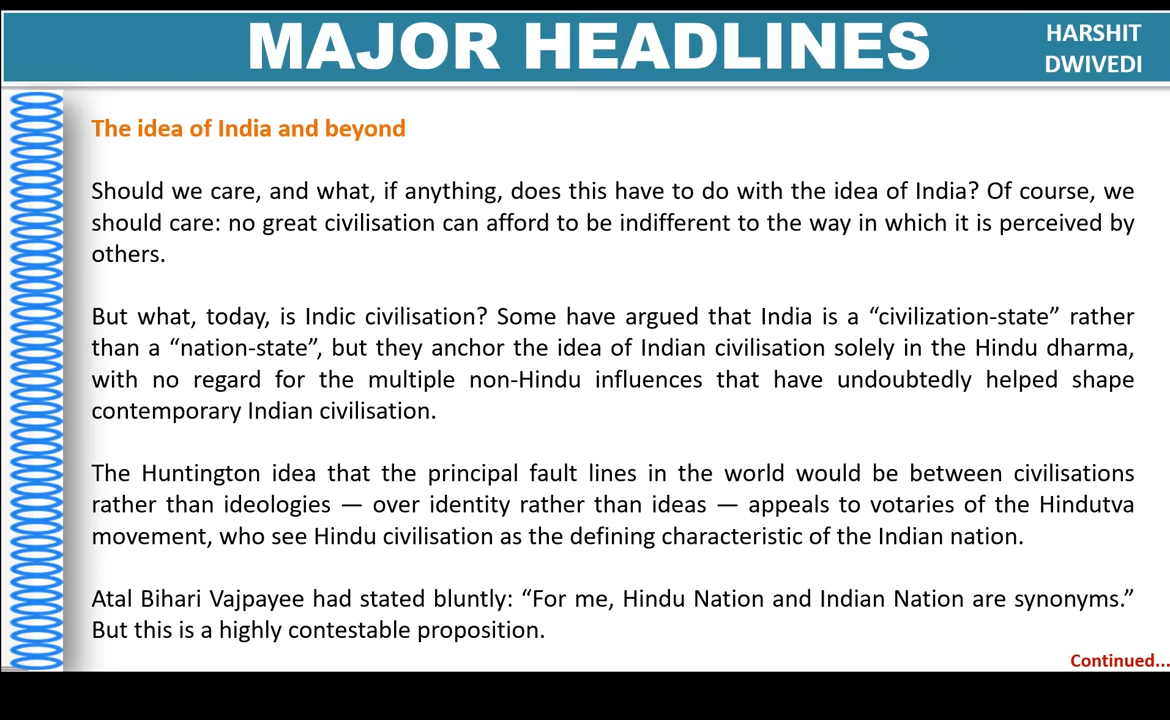 MAJOR HEADLINES
HARSHIT
DWIVEDI
The idea of India and beyond
Should we care, and what, if anything, does this have to do with the idea of India? Of course, we
should care: no great civilisation can afford to be indifferent to the way in which it is perceived by
others.
But what, today, is Indic civilisation? Some have argued that India is a “civilization-state” rather
than a “nation-state”, but they anchor the idea of Indian civilisation solely in the Hindu dharma,
with no regard for the multiple non-Hindu influences that have undoubtedly helped shape
contemporary Indian civilisation.
The Huntington idea that the principal fault lines in the world would be between civilisations
rather than ideologies — over identity rather than ideas — appeals to votaries of the Hindutva
movement, who see Hindu civilisation as the defining characteristic of the Indian nation.
Atal Bihari Vajpayee had stated bluntly: “For me, Hindu Nation and Indian Nation are synonyms.”
But this is a highly contestable proposition.
Continued...